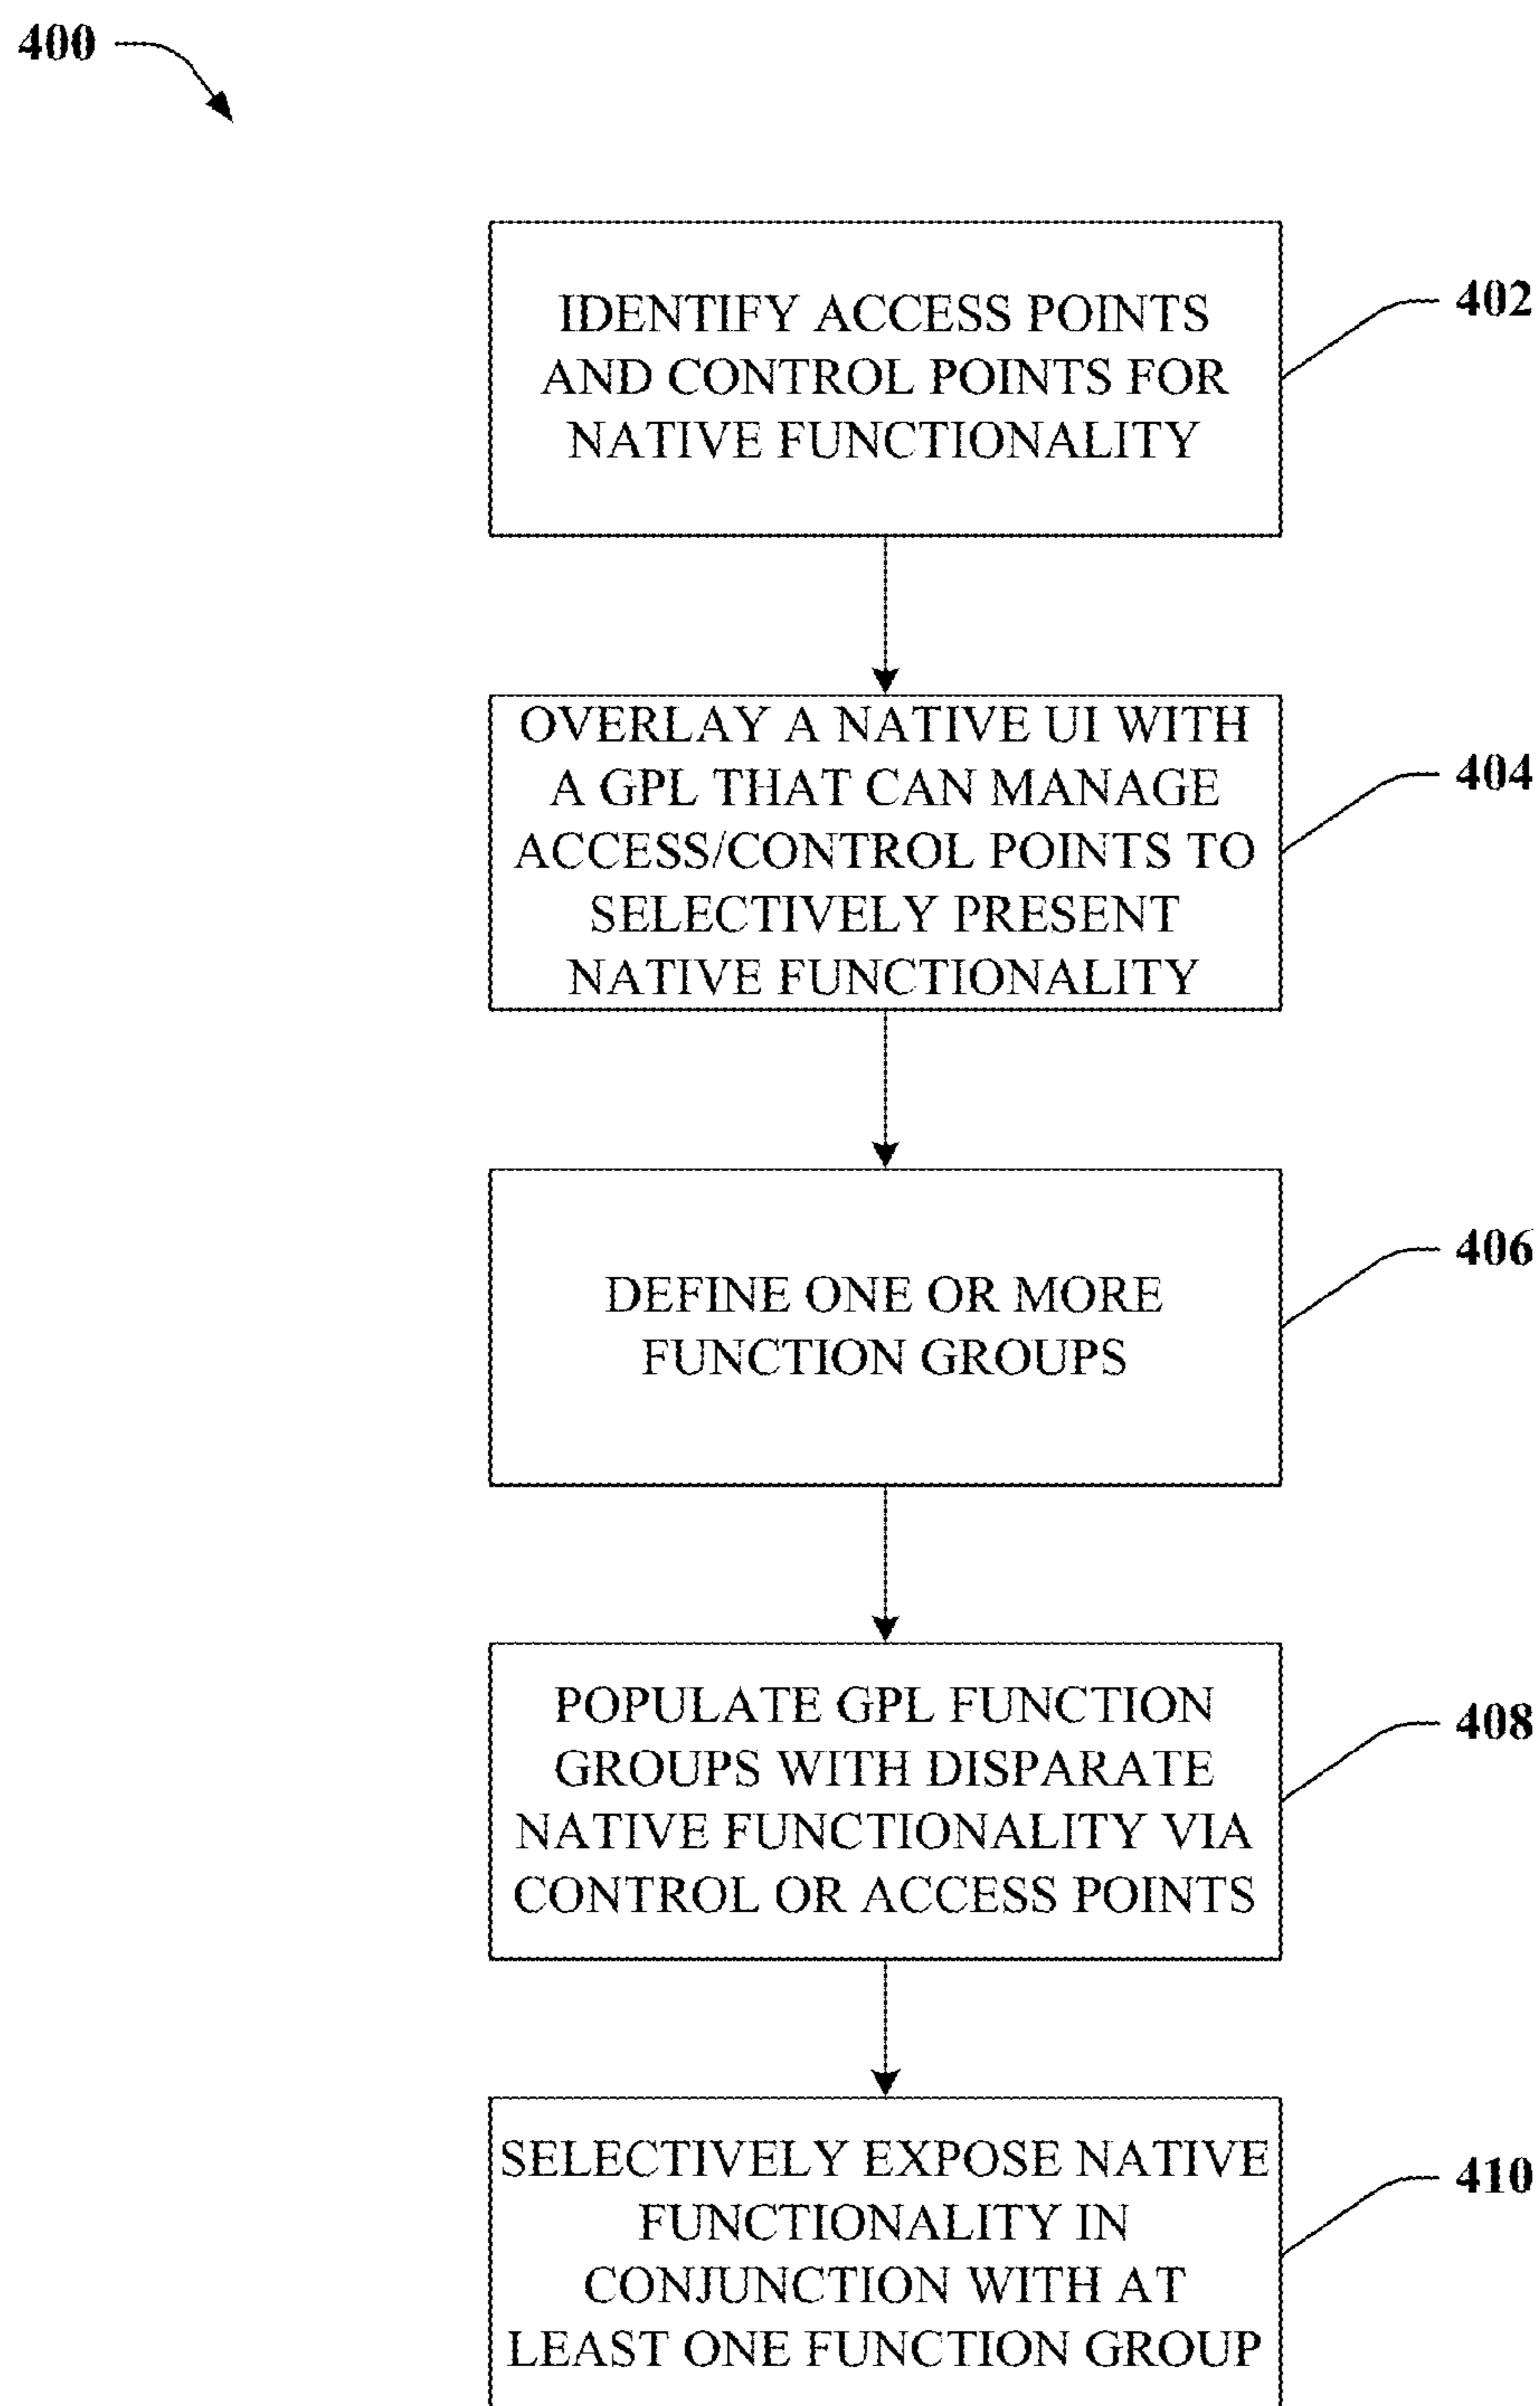 400
IDENTIFY ACCESS POINTS
AND CONTROL POINTS FOR
NATIVE FUNCTIONALITY
402
OVERLAY A NATIVE UI WITH
A GPL THAT CAN MANAGE
ACCESS/CONTROL POINTS TO
SELECTIVELY PRESENT
NATIVE FUNCTIONALITY
404
DEFINE ONE OR MORE
FUNCTION GROUPS
406
POPULATE GPL FUNCTION
GROUPS WITH DISPARATE
NATIVE FUNCTIONALITY VIA
CONTROL OR ACCESS POINTS
408
SELECTIVELY EXPOSE NATIVE
FUNCTIONALITY IN
CONJUNCTION WITH AT
LEAST ONE FUNCTION GROUP
410